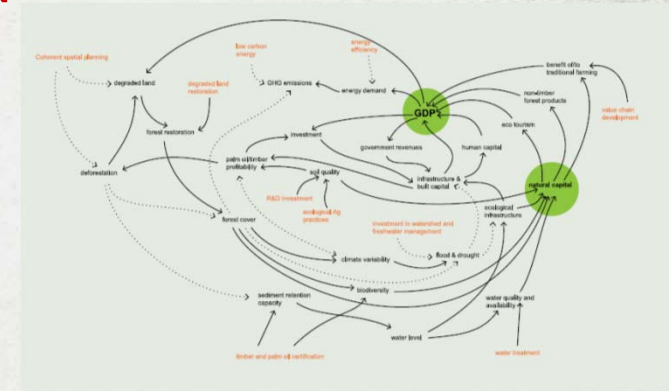 low carbon
energy
energy
efficiency
Coherent spatial planning
benefit of/to
traditional farming
degraded land
degraded land
restoration
GHG emissions
energy demand
non-timber
forest products
GDP
value chain
development
forest restoration
investment
government revenues
human capital
eco tourism
deforestation
palm oil/timber
profitability
soil quality
infrastructure &
built capital
natural capital
R&D investment
ecological ag
practices
ecological
infrastructure
forest cover
investment in watershed and
freshwater management
climate variability
flood & drought
biodiversity
sediment retention
capacity
water quality and
availability
water level
timber and palm oil certification
water treatment